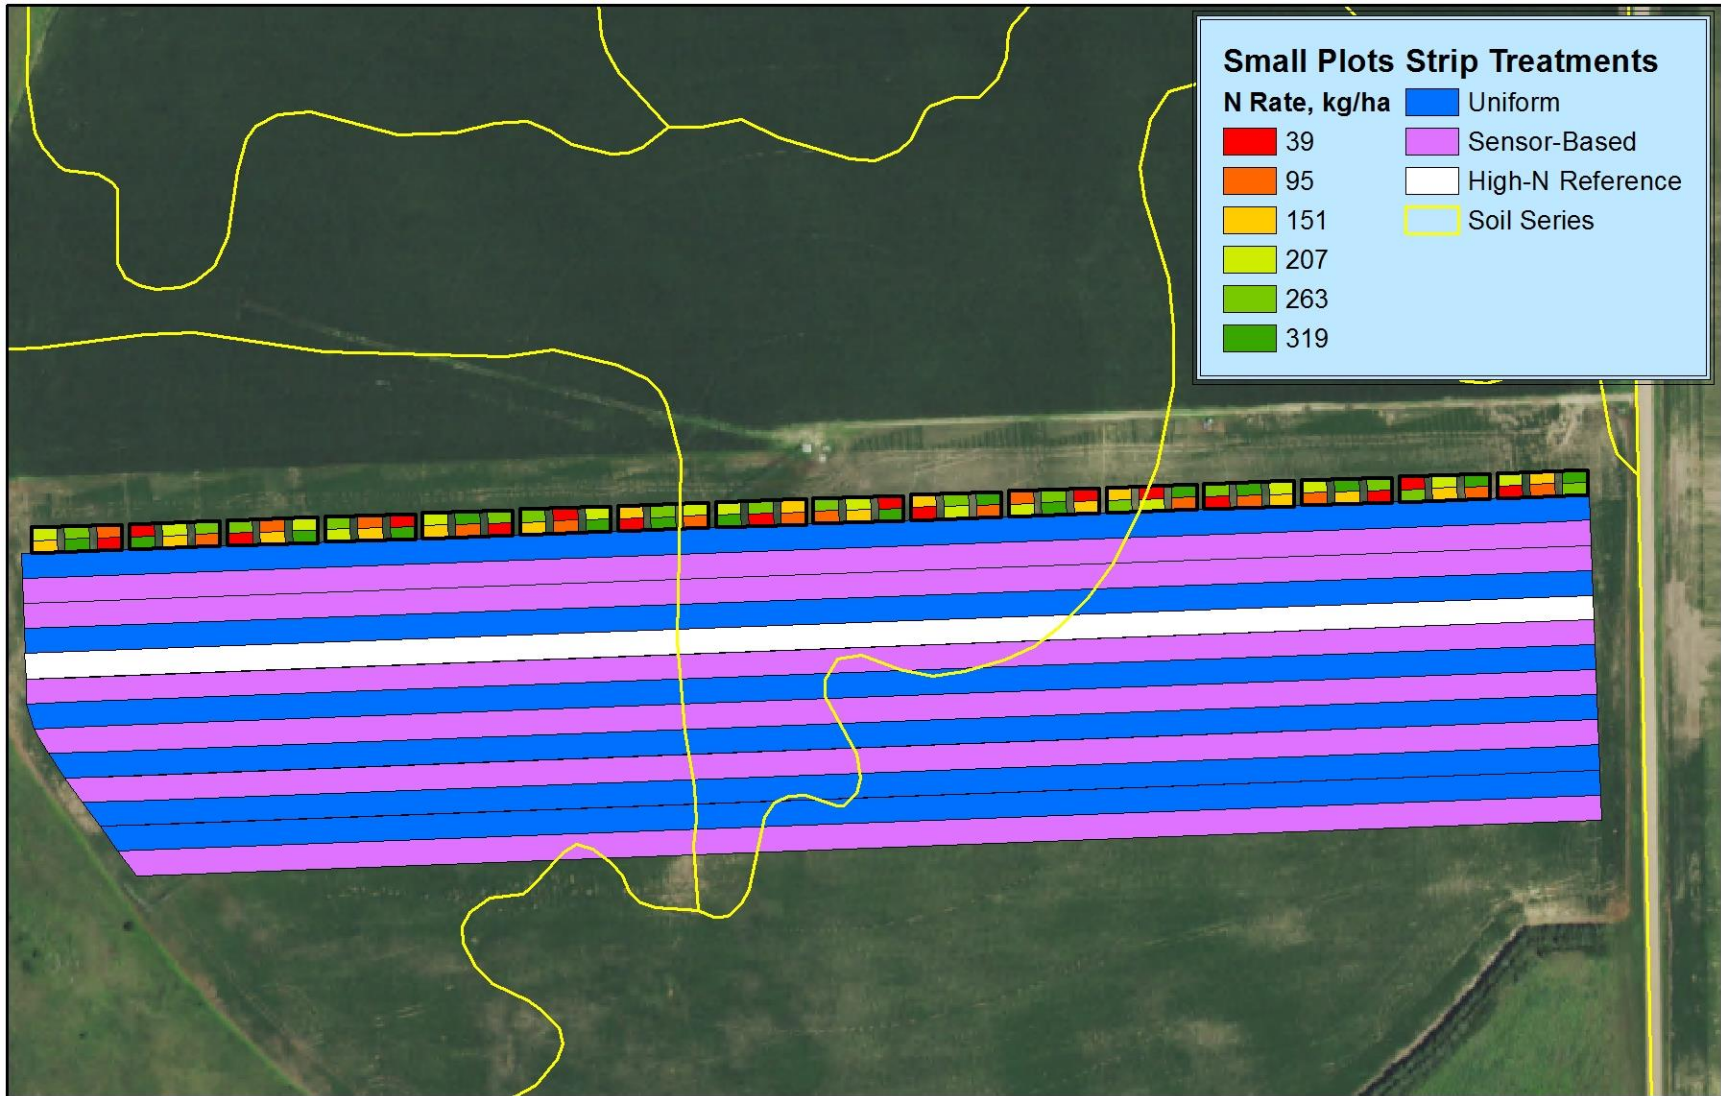 Small Plots Strip Treatments
N Rate, kg/ha Uniform
39 Sensor-Based
95 High-N Reference
151 Soil Series
207
263
319